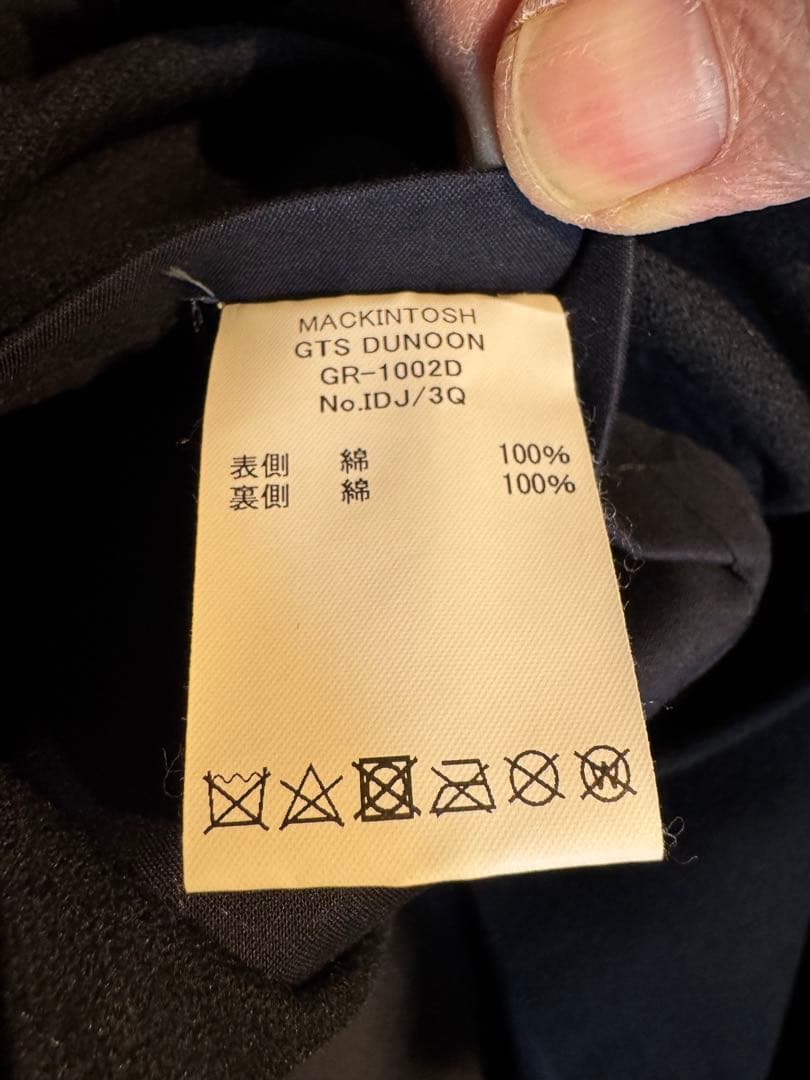 MACKINTOSH
GTS DUNOON
GR-1002D
No.IDJ/3Q
表側 綿 100%
裏側 綿 100%
W